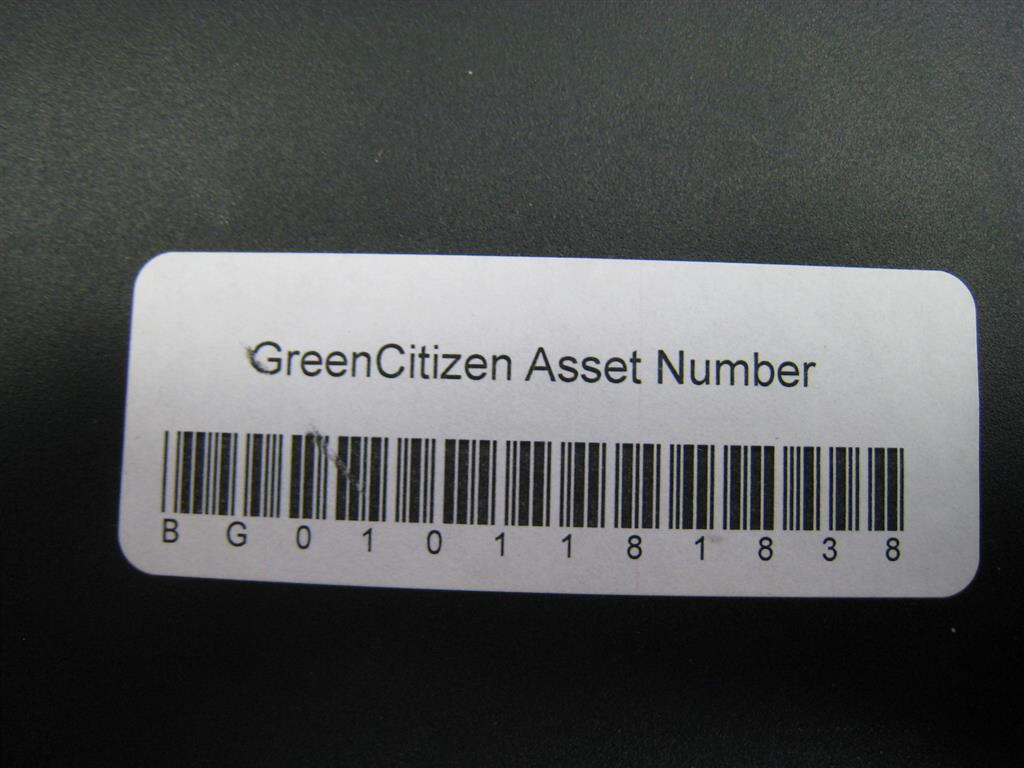 GreenCitizen Asset Number
B G 0 1 0 1 1 8 1 8 3 8